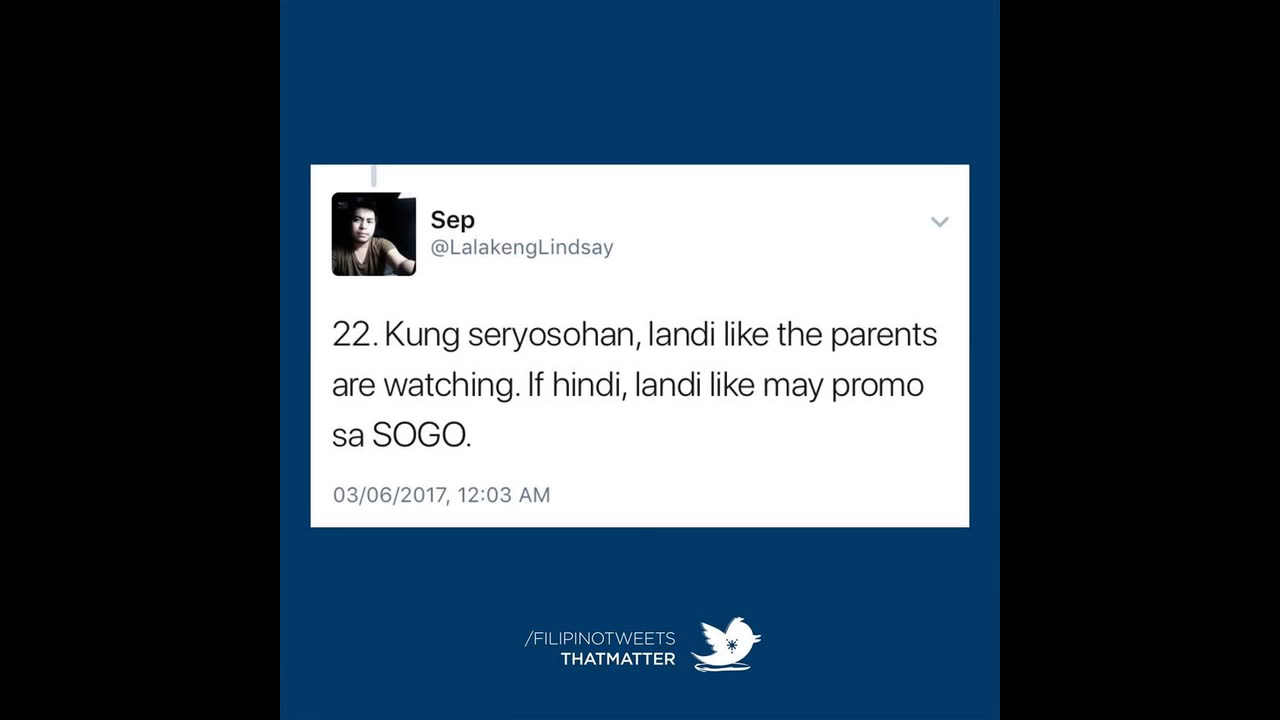 Sep
@LalakengLindsay
22. Kung seryosohan, landi like the parents
are watching. If hindi, landi like may promo
sa SOGO.
03/06/2017, 12:03 AM
/FILIPINOTWEETS
THATMATTER